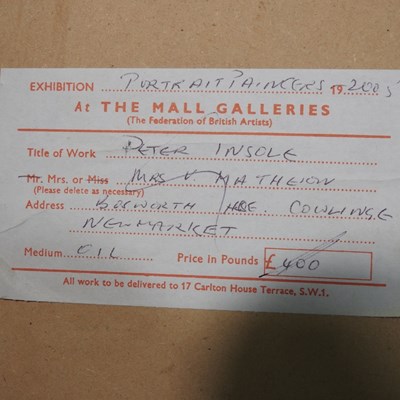 EXHIBITION PORTRAIT PAINTERS 19 2005
At THE MALL GALLERIES
(The Federation of British Artists)
Title of Work PETER INSOLE
Mr. Mrs. or Miss MRS V MATHEW
(Please delete as necessary)
Address BOSWORTH HSE COWLINGE
NEWMARKET
Medium OIL Price in Pounds £400
All work to be delivered to 17 Carlton House Terrace, S.W.1.